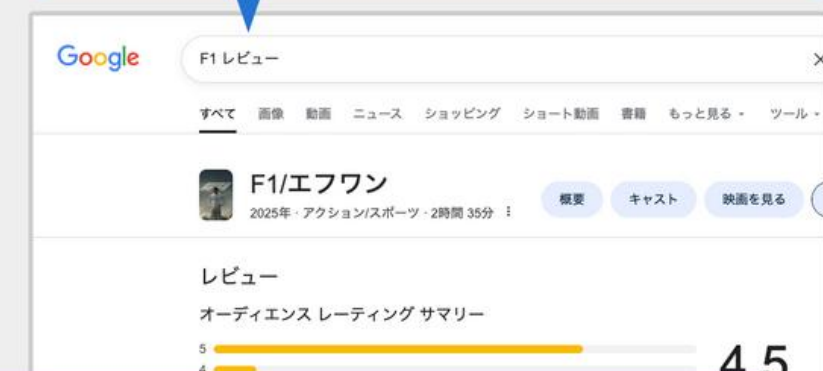 Google
F1 レビュー
すべて 画像 動画 ニュース ショッピング ショート動画 書籍 もっと見る ツール
F1/エフワン
2025年・アクション/スポーツ・2時間 35分
概要 キャスト 映画を見る
レビュー
オーディエンス レーティング サマリー
5
4
4.5